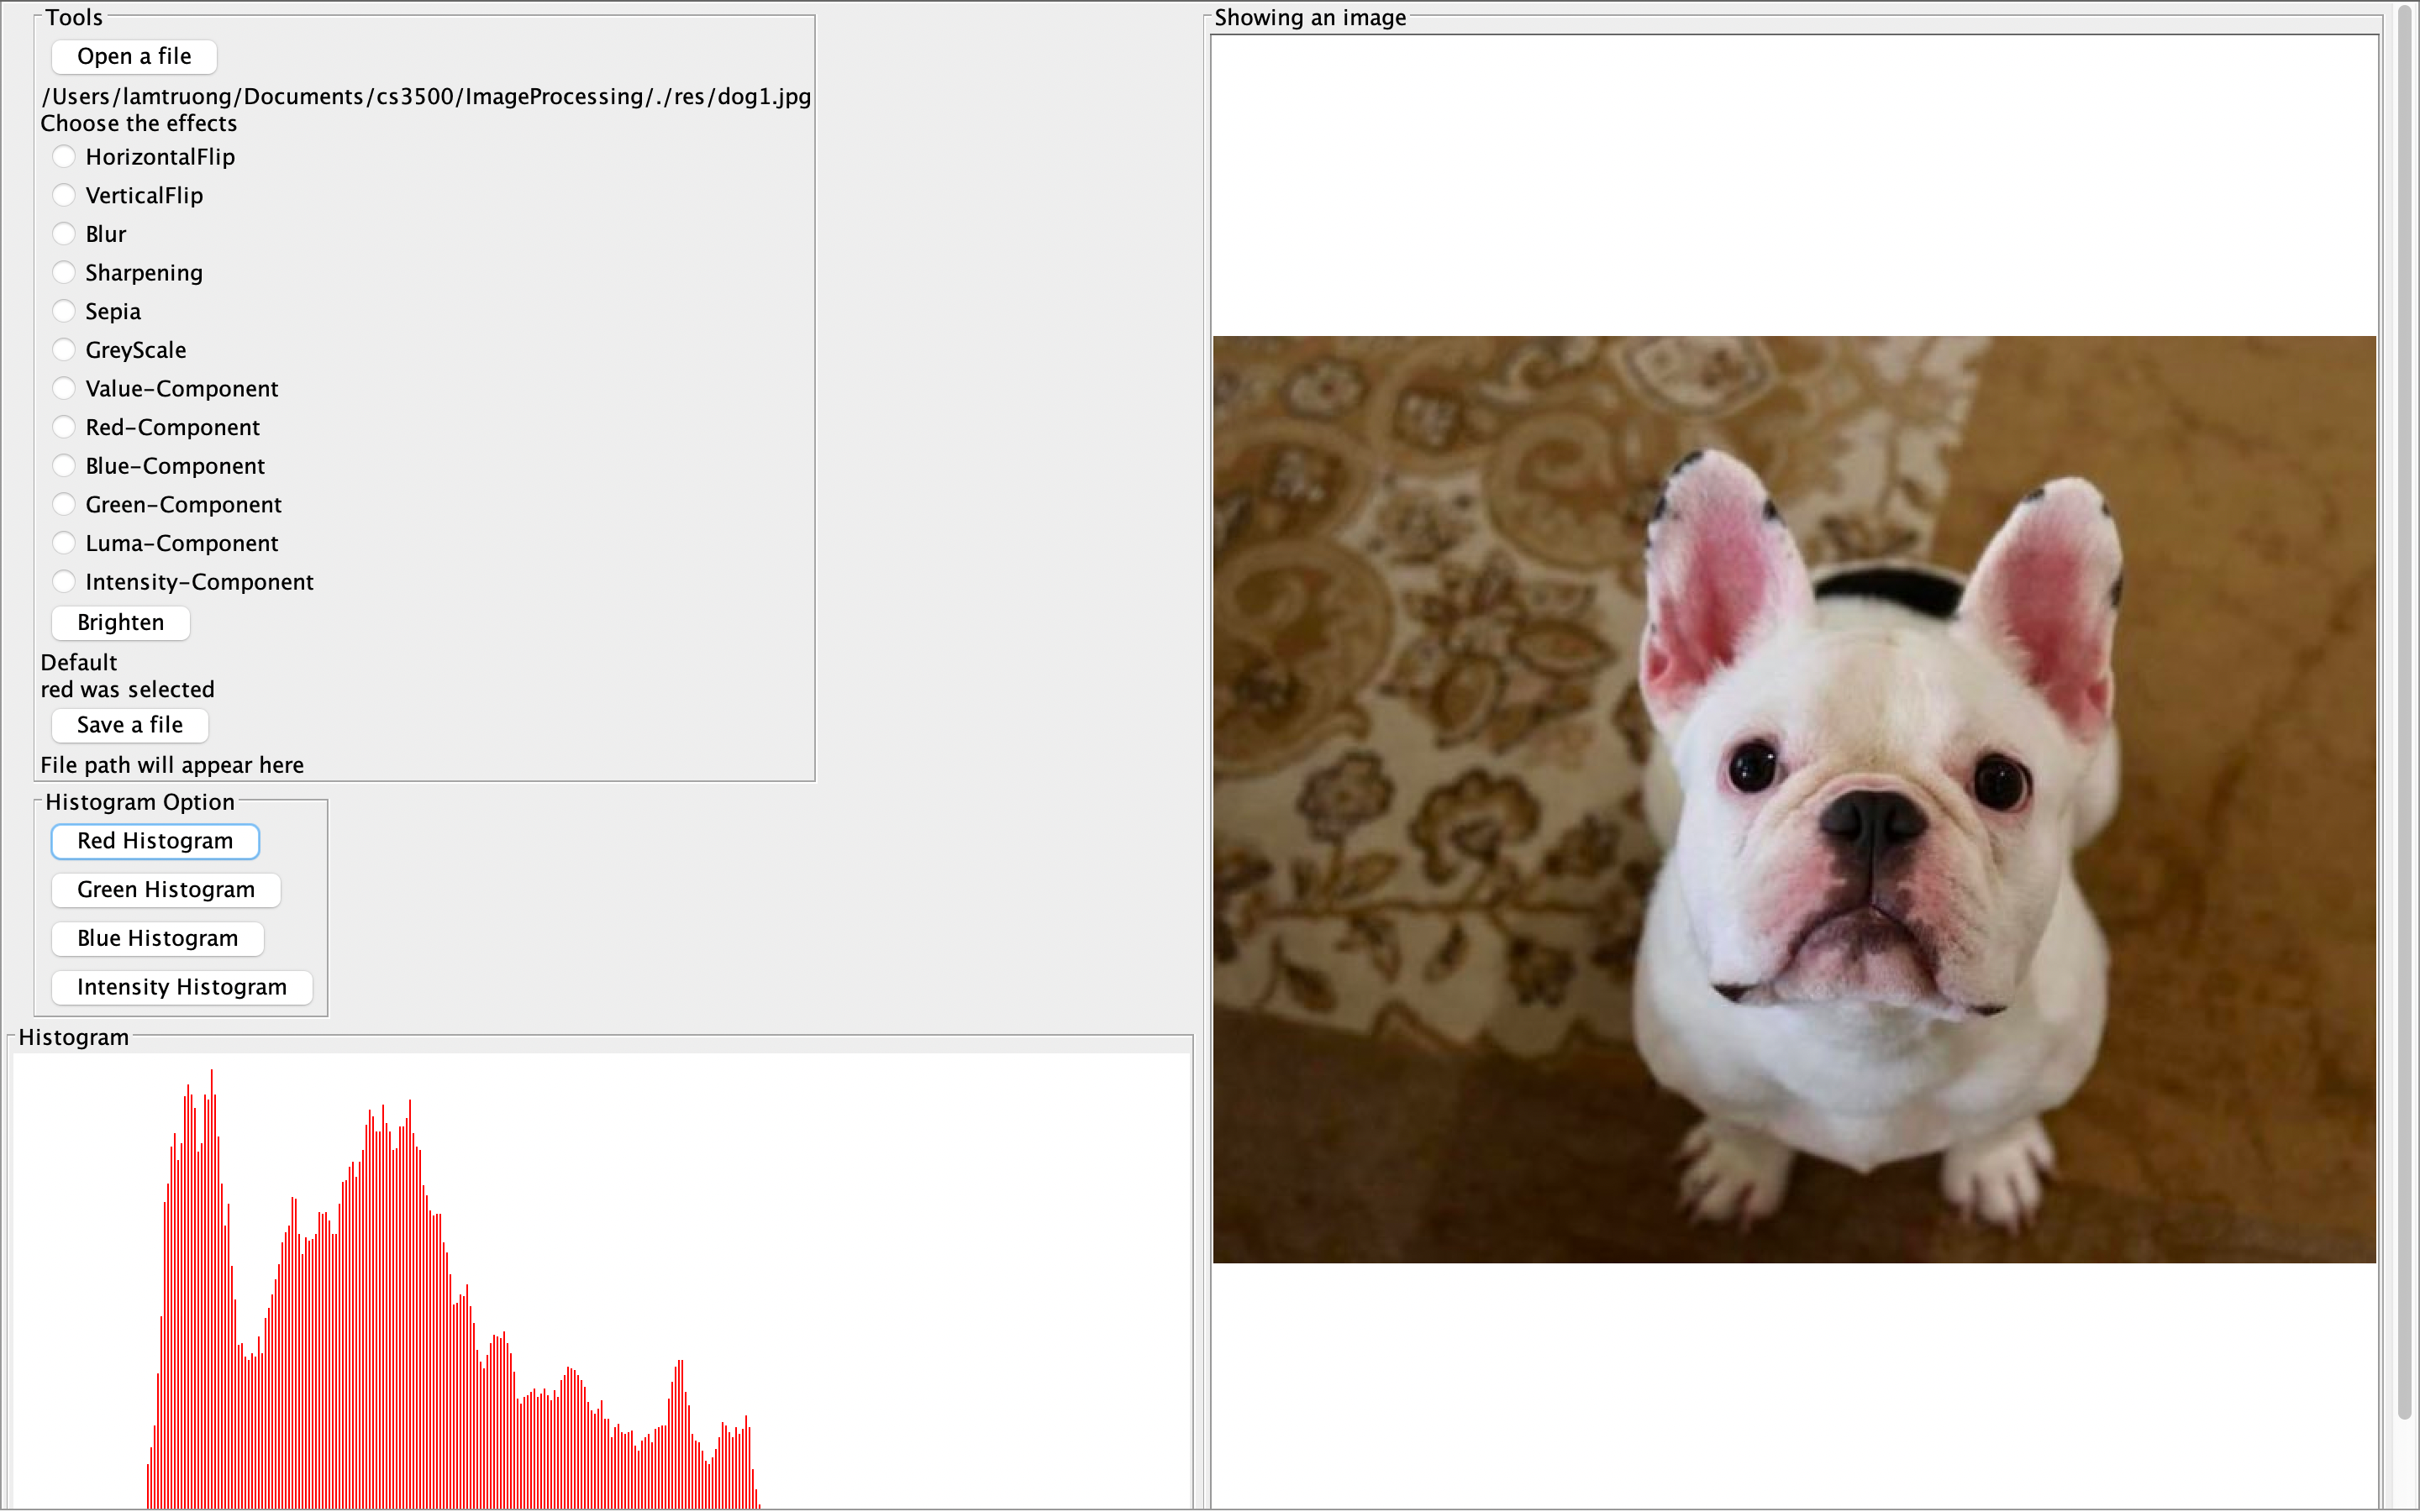 Tools
Open a file
/Users/lamtruong/Documents/cs3500/ImageProcessing/./res/dog1.jpg
Choose the effects
HorizontalFlip
VerticalFlip
Blur
Sharpening
Sepia
GreyScale
Value-Component
Red-Component
Blue-Component
Green-Component
Luma-Component
Intensity-Component
Brighten
Default
red was selected
Save a file
File path will appear here
Histogram Option
Red Histogram
Green Histogram
Blue Histogram
Intensity Histogram
Histogram
Showing an image